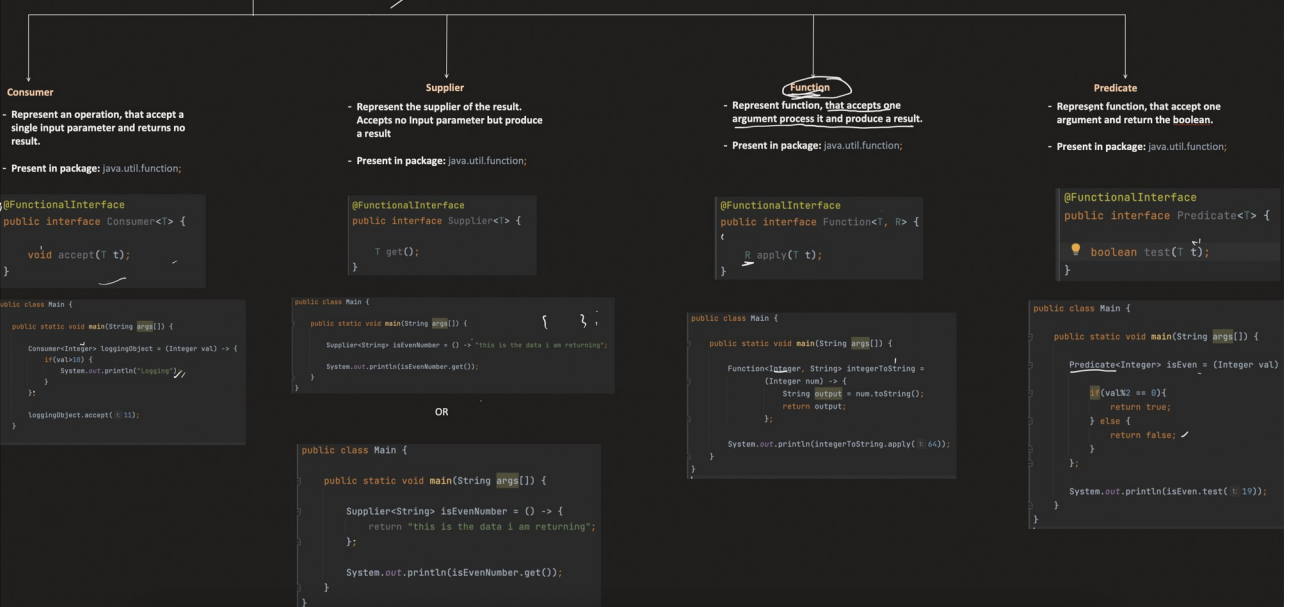 Consumer
- Represent an operation, that accept a
single input parameter and returns no
result.
- Present in package: java.util.function;
@FunctionalInterface
public interface Consumer<T> {
void accept(T t);
}
public class Main {
public static void main(String args[]) {
Consumer<Integer> loggingObject = (Integer val) -> {
if(val>10) {
System.out.println("Logging");
}
};
loggingObject.accept( t: 11);
}
Supplier
- Represent the supplier of the result.
Accepts no Input parameter but produce
a result
- Present in package: java.util.function;
@FunctionalInterface
public interface Supplier<T> {
T get();
}
public class Main {
public static void main(String args[]) {
Supplier<String> isEvenNumber = () -> "this is the data i am returning";
System.out.println(isEvenNumber.get());
}
}
{ } ;
OR
public class Main {
public static void main(String args[]) {
Supplier<String> isEvenNumber = () -> {
return "this is the data i am returning";
};
System.out.println(isEvenNumber.get());
}
}
Function
- Represent function, that accepts one
argument process it and produce a result.
- Present in package: java.util.function;
@FunctionalInterface
public interface Function<T, R> {
R apply(T t);
}
public class Main {
public static void main(String args[]) {
Function<Integer, String> integerToString =
(Integer num) -> {
String output = num.toString();
return output;
};
System.out.println(integerToString.apply( t: 64));
}
}
Predicate
- Represent function, that accept one
argument and return the boolean.
- Present in package: java.util.function;
@FunctionalInterface
public interface Predicate<T> {
boolean test(T t);
}
public class Main {
public static void main(String args[]) {
Predicate<Integer> isEven = (Integer val)
if(val%2 == 0){
return true;
} else {
return false;
}
};
System.out.println(isEven.test( t: 19));
}
}